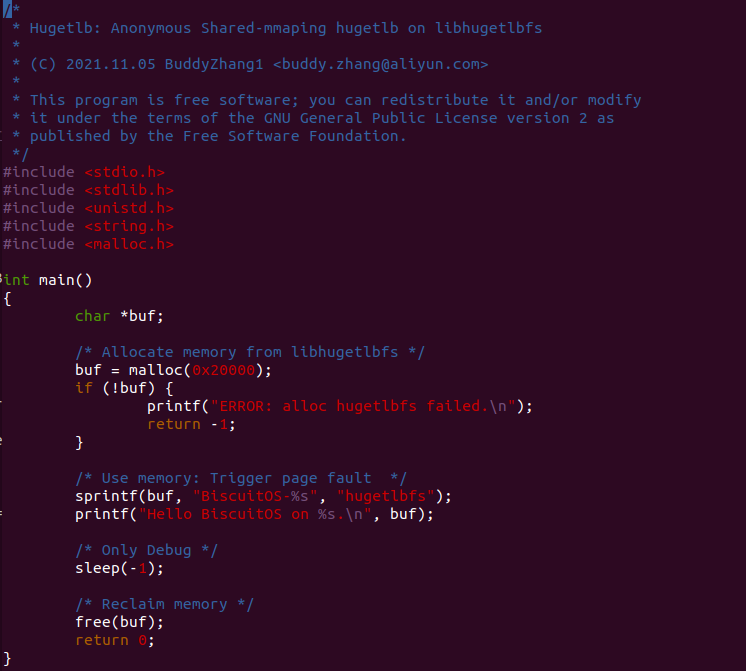 /*
 * Hugetlb: Anonymous Shared-mmaping hugetlb on libhugetlbfs
 *
 * (C) 2021.11.05 BuddyZhang1 <buddy.zhang@aliyun.com>
 *
 * This program is free software; you can redistribute it and/or modify
 * it under the terms of the GNU General Public License version 2 as
 * published by the Free Software Foundation.
 */
#include <stdio.h>
#include <stdlib.h>
#include <unistd.h>
#include <string.h>
#include <malloc.h>

int main()
{
        char *buf;

        /* Allocate memory from libhugetlbfs */
        buf = malloc(0x20000);
        if (!buf) {
                printf("ERROR: alloc hugetlbfs failed.\n");
                return -1;
        }

        /* Use memory: Trigger page fault  */
        sprintf(buf, "BiscuitOS-%s", "hugetlbfs");
        printf("Hello BiscuitOS on %s.\n", buf);

        /* Only Debug */
        sleep(-1);

        /* Reclaim memory */
        free(buf);
        return 0;
}